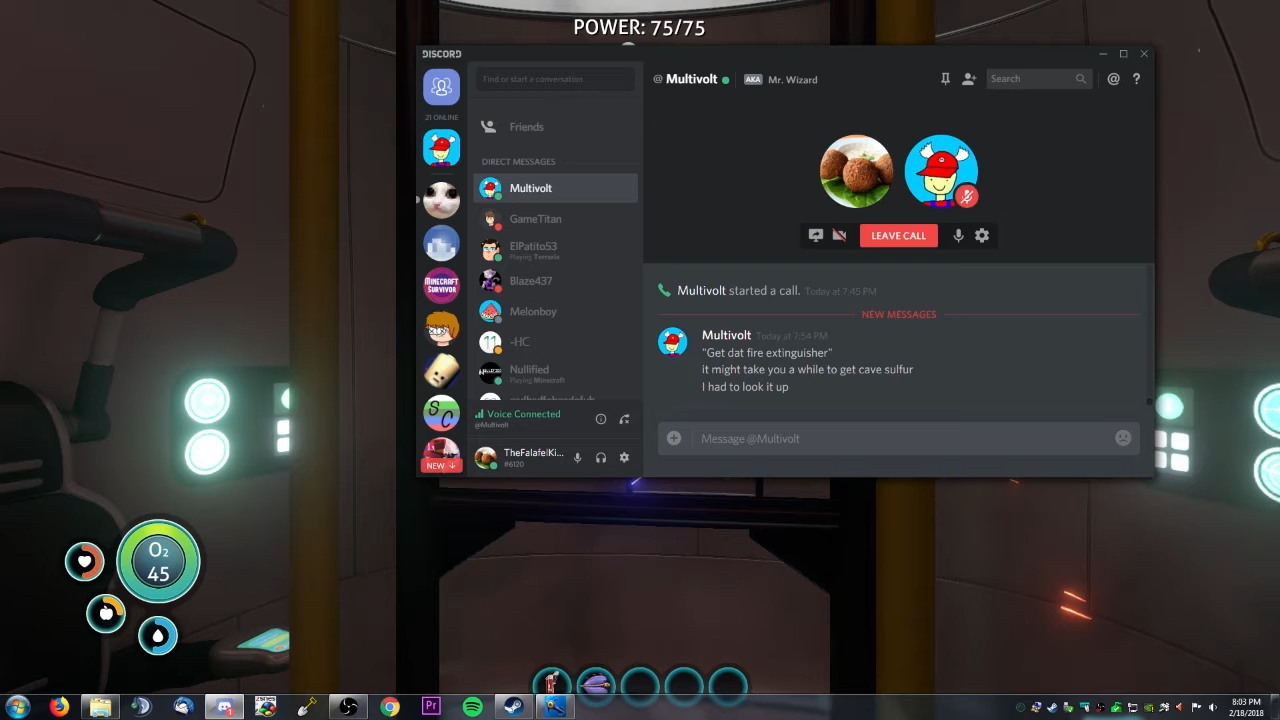 POWER: 75/75
DISCORD
Find or start a conversation
@ Multivolt
AKA Mr. Wizard
Search
@ ?
21 ONLINE
Friends
DIRECT MESSAGES
Multivolt
GameTitan
ElPatito53
Playing Terraria
Blaze437
Melonboy
~HC
Nullified
Playing Minecraft
MINECRAFT
SURVIVOR
SC
NEW
LEAVE CALL
Multivolt started a call. Today at 7:45 PM
NEW MESSAGES
Multivolt Today at 7:54 PM
"Get dat fire extinguisher"
it might take you a while to get cave sulfur
I had to look it up
Voice Connected
@Multivolt
TheFalafelKi...
#6120
Message @Multivolt
O2
45
Pr
8:03 PM
2/18/2018